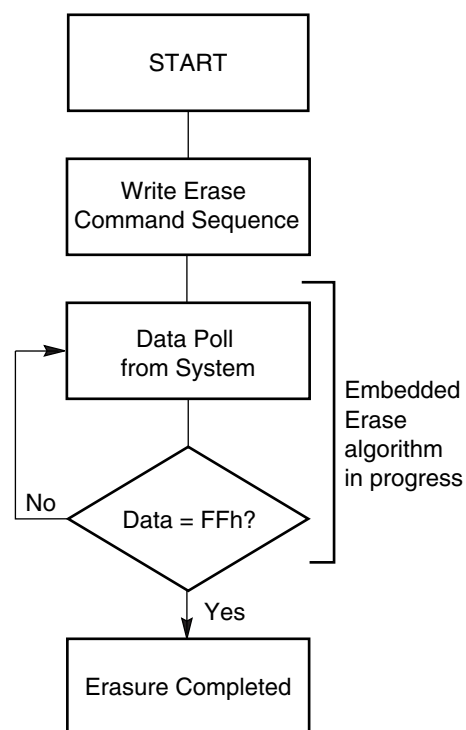 START
Write Erase
Command Sequence
Data Poll
from System
Embedded
Erase
algorithm
in progress
No
Data = FFh?
Yes
Erasure Completed